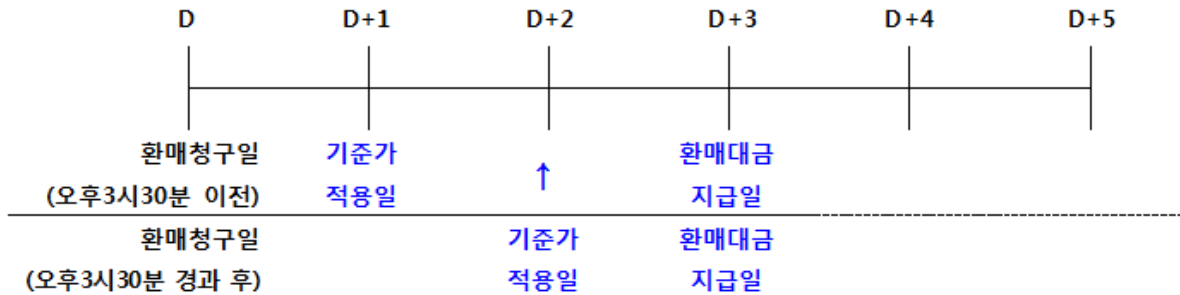 D D+1 D+2 D+3 D+4 D+5
환매청구일 기준가 환매대금
(오후3시30분 이전) 적용일 ↑ 지급일
환매청구일 기준가 환매대금
(오후3시30분 경과 후) 적용일 지급일